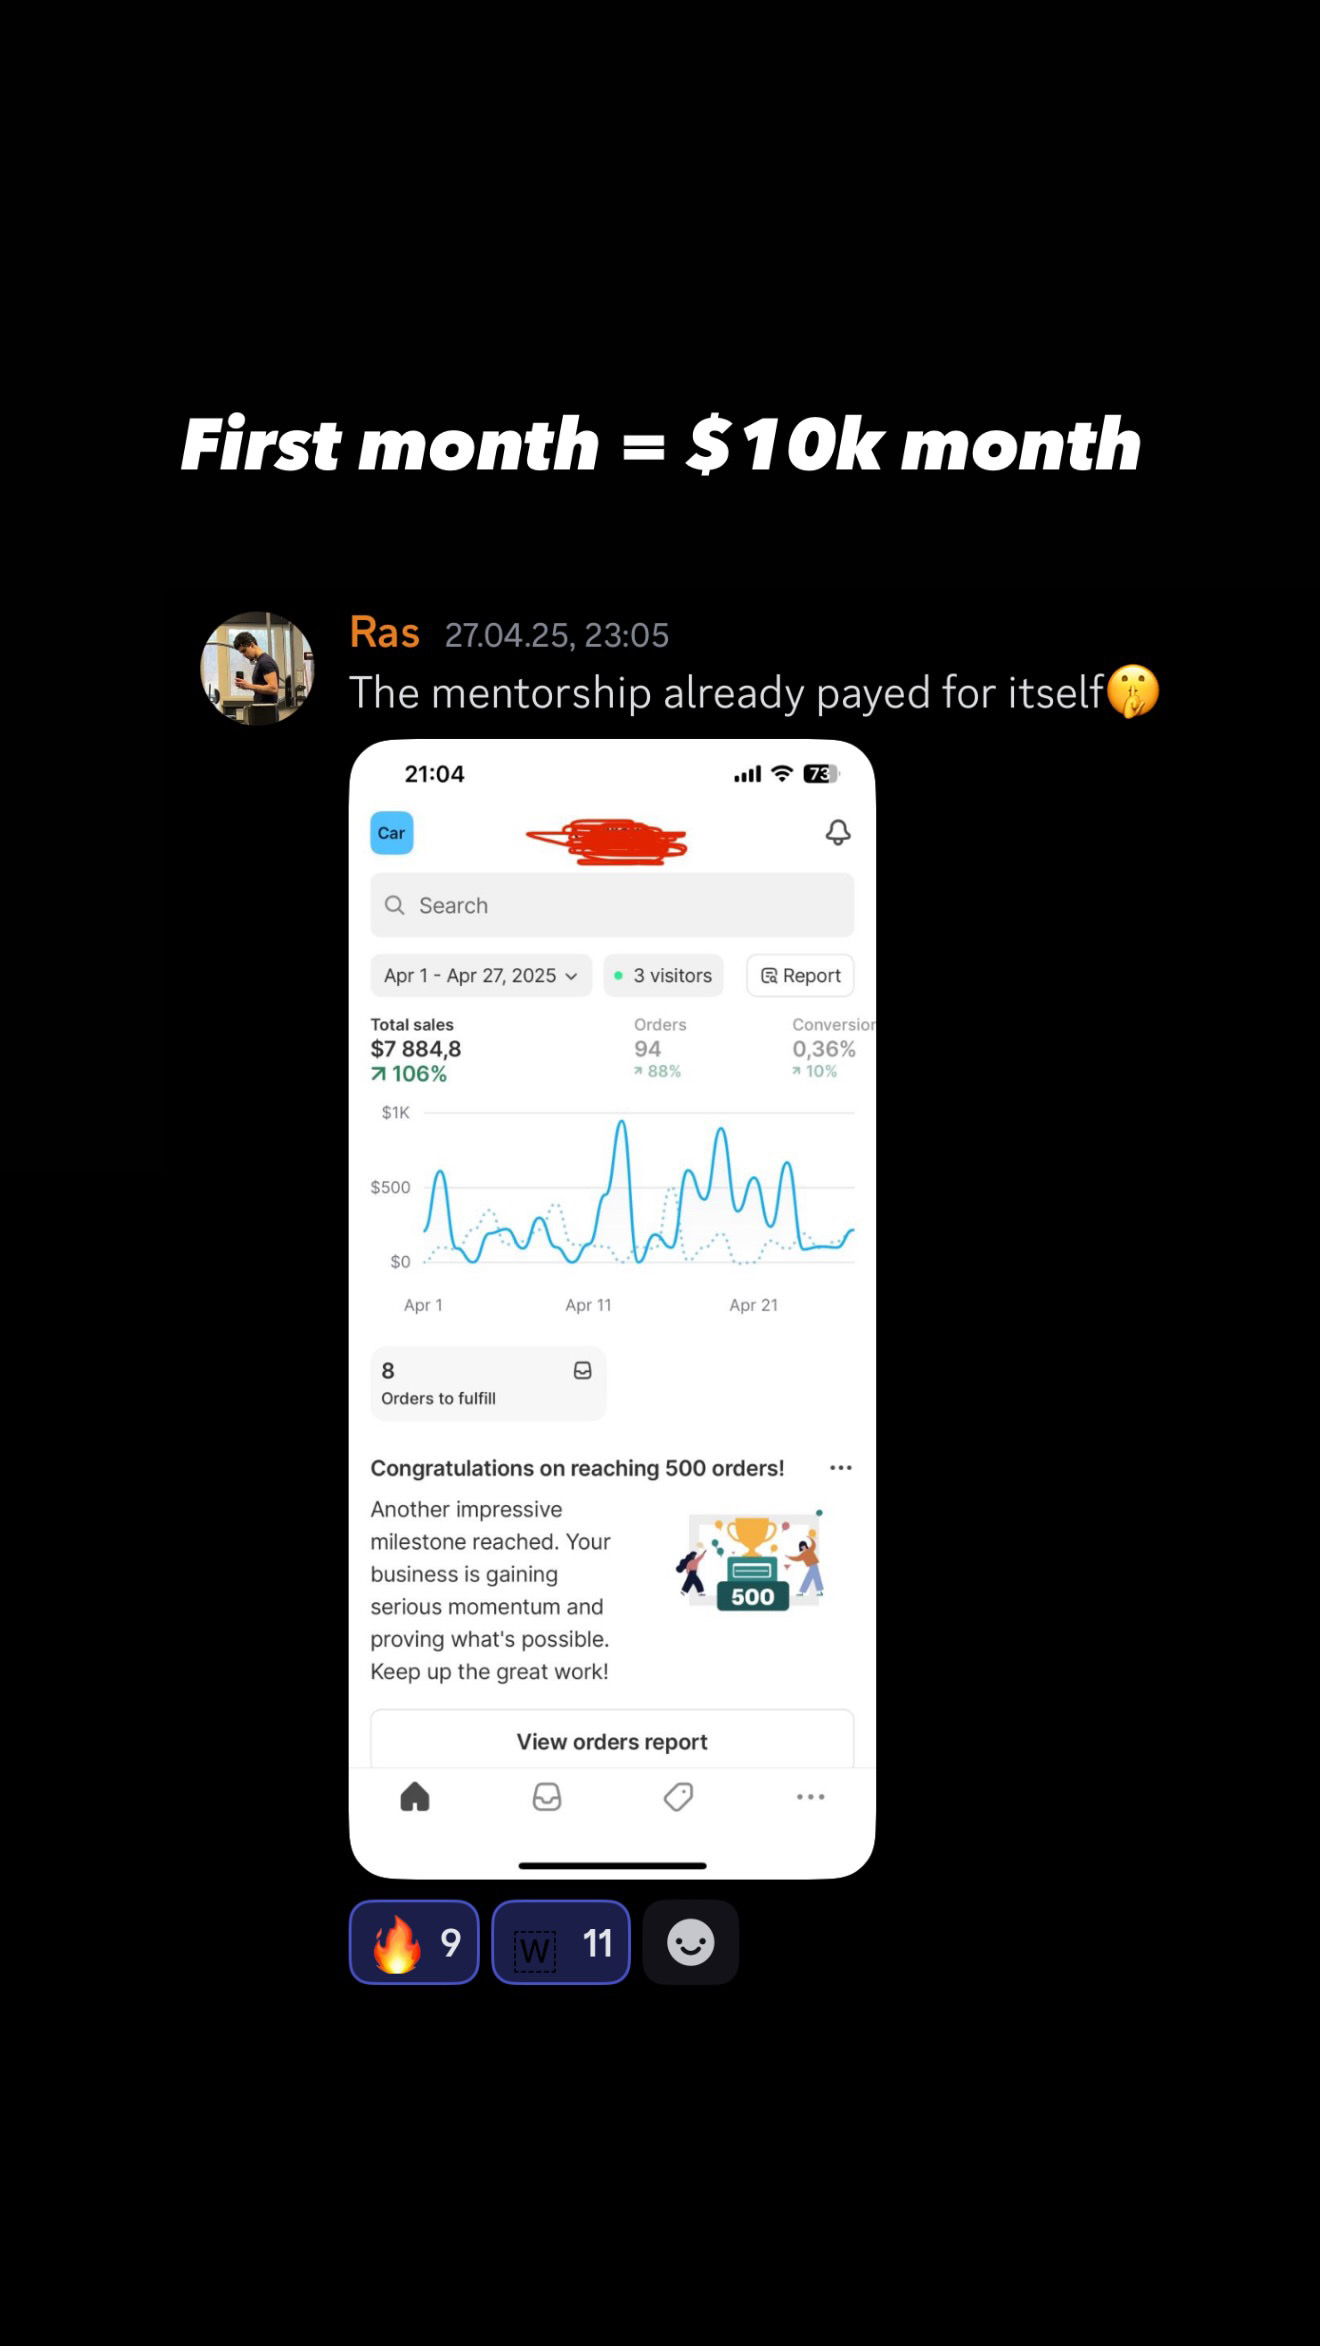 First month = $10k month
Ras 27.04.25, 23:05
The mentorship already payed for itself🤫
21:04 73
Car
Search
Apr 1 - Apr 27, 2025 3 visitors Report
Total sales Orders Conversion
$7 884,8 94 0,36%
↗ 106% ↗ 88% ↗ 10%
$1K
$500
$0
Apr 1 Apr 11 Apr 21
8
Orders to fulfill
Congratulations on reaching 500 orders! •••
Another impressive
milestone reached. Your
business is gaining
serious momentum and
proving what's possible.
Keep up the great work!
500
View orders report
🔥 9 W 11